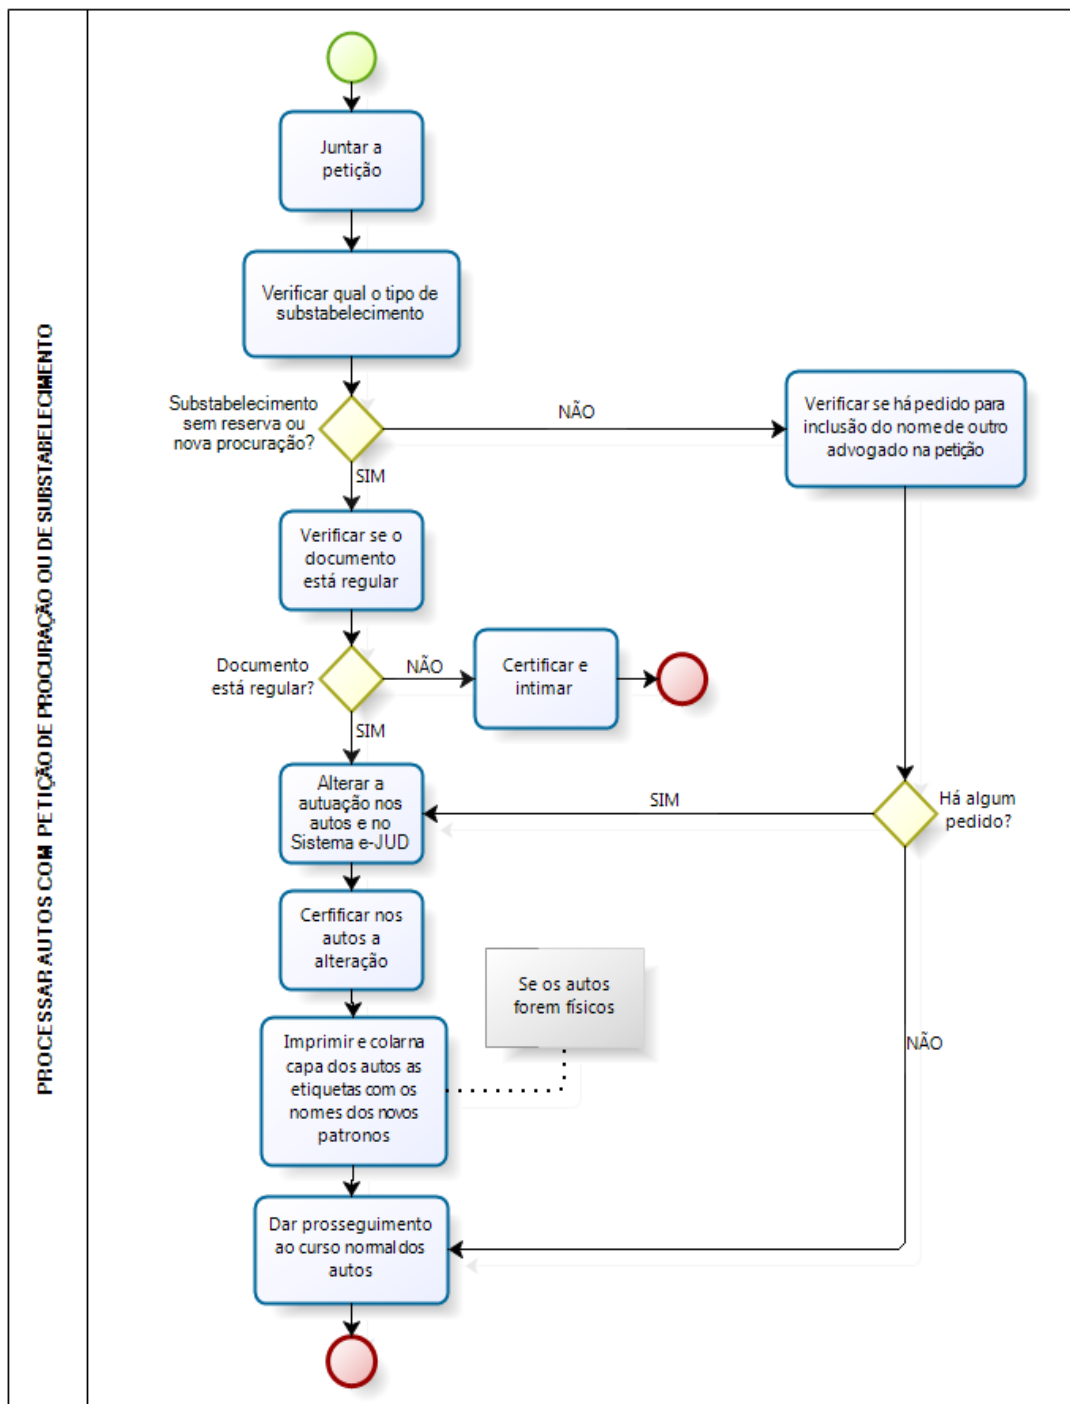 PROCESSAR AUTOS COM PETIÇÃO DE PROCURAÇÃO OU DE SUBSTABELECIMENTO
Juntar a
petição
Verificar qual o tipo de
substabelecimento
Substabelecimento
sem reserva ou
nova procuração?
NÃO
Verificar se há pedido para
inclusão do nome de outro
advogado na petição
SIM
Verificar se o
documento
está regular
Documento
está regular?
NÃO
Certificar e
intimar
SIM
Alterar a
autuação nos
autos e no
Sistema e-JUD
SIM
Há algum
pedido?
Cerfificar nos
autos a
alteração
Se os autos
forem físicos
Imprimir e colar na
capa dos autos as
etiquetas com os
nomes dos novos
patronos
NÃO
Dar prosseguimento
ao curso normal dos
autos